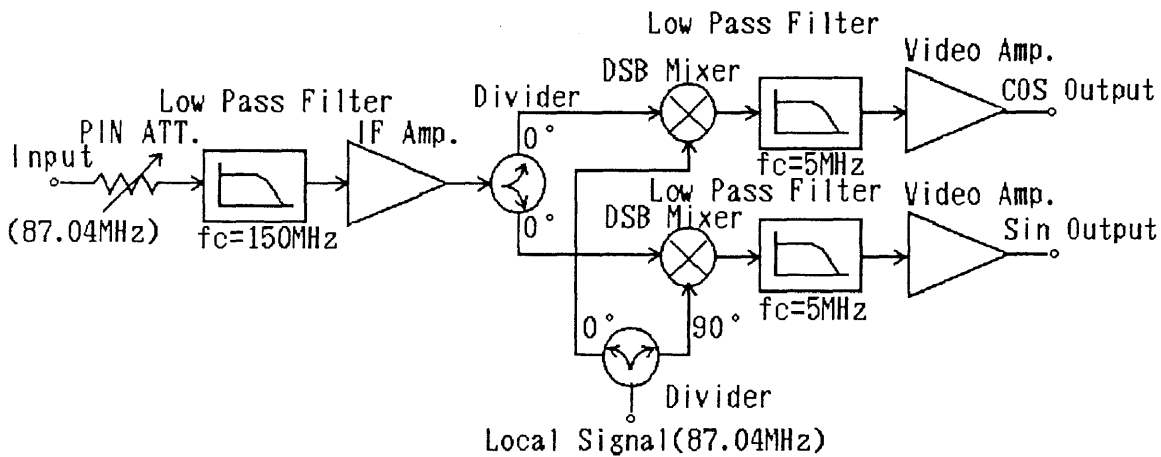 Low Pass Filter
Video Amp.
DSB Mixer
COS Output
Low Pass Filter
Divider
PIN ATT.
IF Amp.
0°
Input
fc=5MHz
Low Pass Filter
Video Amp.
(87.04MHz)
fc=150MHz
0°
DSB Mixer
Sin Output
fc=5MHz
0°
90°
Divider
Local Signal(87.04MHz)